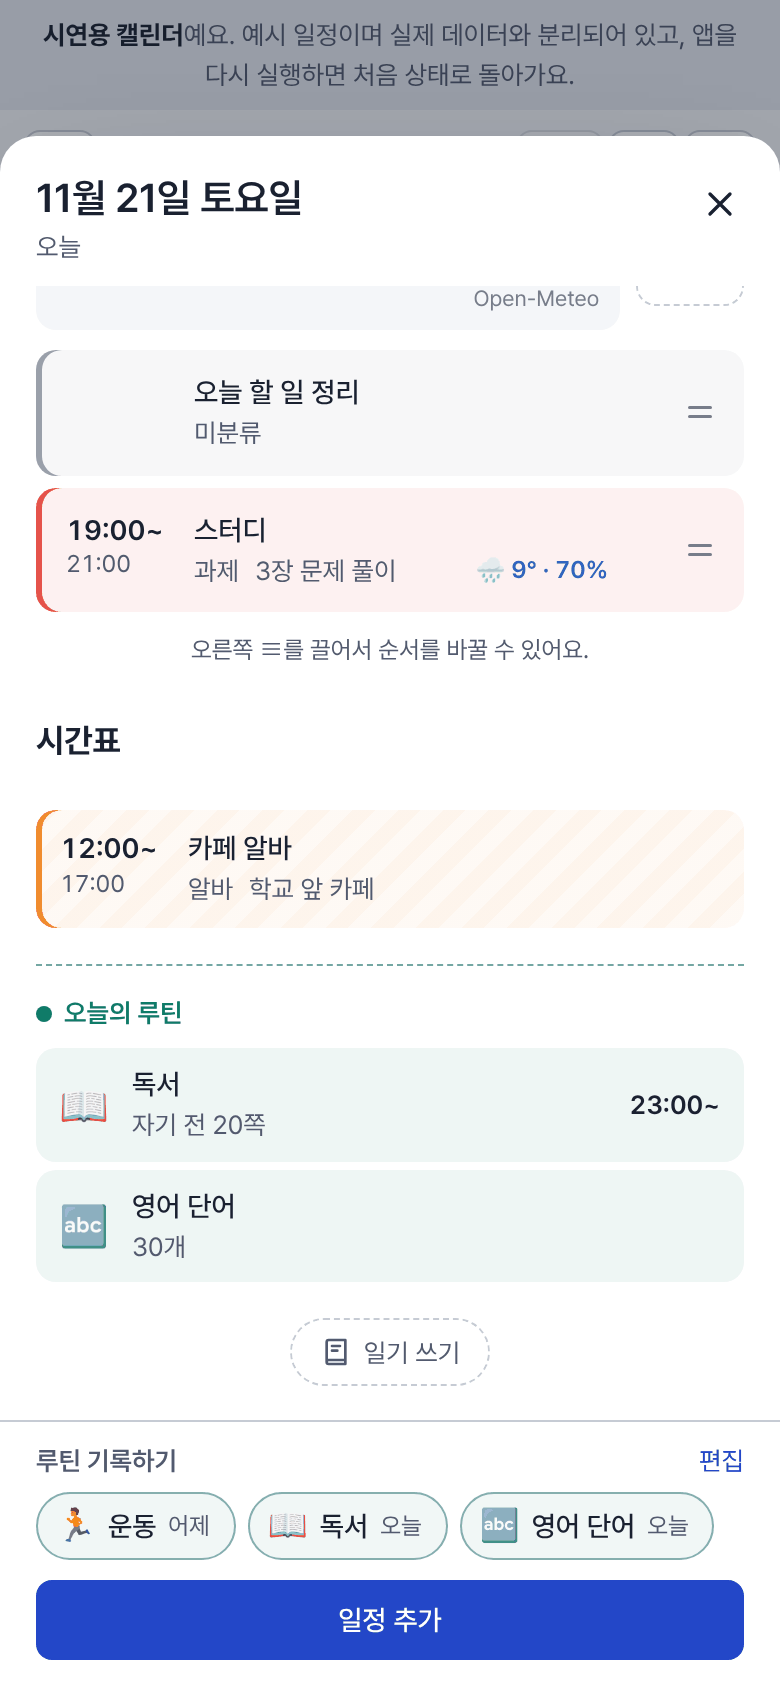 시연용 캘린더예요. 예시 일정이며 실제 데이터와 분리되어 있고, 앱을
다시 실행하면 처음 상태로 돌아가요.
11월 21일 토요일
오늘
Open-Meteo
오늘 할 일 정리
미분류
19:00~ 스터디
21:00 과제 3장 문제 풀이 9° · 70%
오른쪽 ☰를 끌어서 순서를 바꿀 수 있어요.
시간표
12:00~ 카페 알바
17:00 알바 학교 앞 카페
오늘의 루틴
독서
자기 전 20쪽 23:00~
abc 영어 단어
30개
일기 쓰기
루틴 기록하기 편집
운동 어제 독서 오늘 abc 영어 단어 오늘
일정 추가